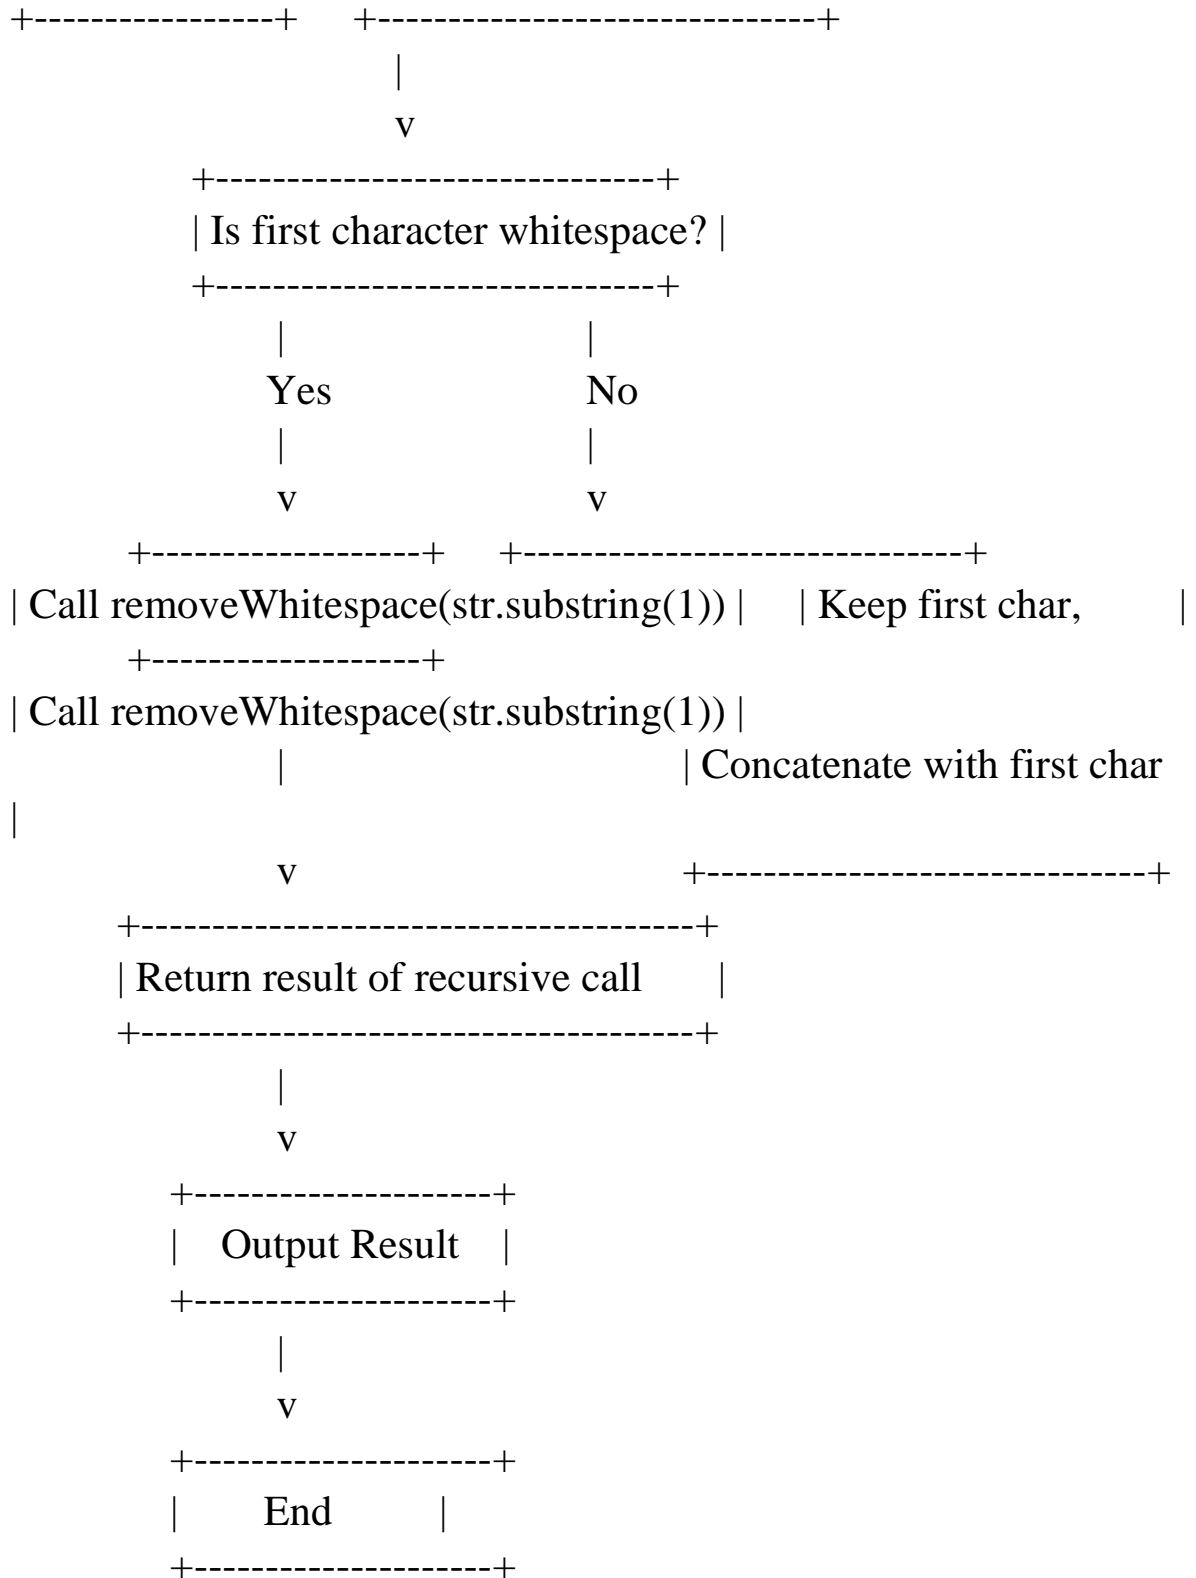 +-----------------+ +--------------------------------+
|
v
+-------------------------------+
| Is first character whitespace? |
+-------------------------------+
| |
Yes No
| |
v v
+-------------------+ +-------------------------------+
| Call removeWhitespace(str.substring(1)) | | Keep first char, |
+-------------------+
| Call removeWhitespace(str.substring(1)) |
| | Concatenate with first char
|
v +-------------------------------+
+---------------------------------------+
| Return result of recursive call |
+---------------------------------------+
|
v
+---------------------+
| Output Result |
+---------------------+
|
v
+---------------------+
| End |
+---------------------+